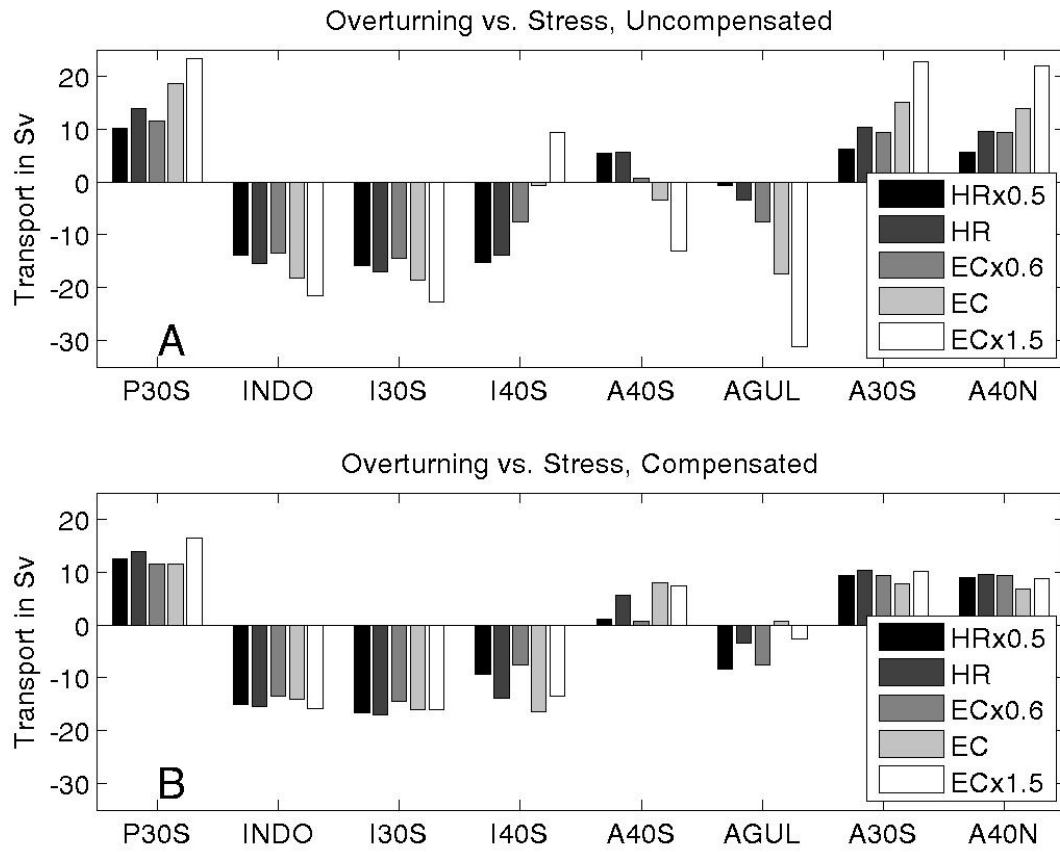 Overturning vs. Stress, Uncompensated
Transport in Sv
20
10
0
-10
-20
-30
A
HRx0.5
HR
ECx0.6
EC
ECx1.5
P30S INDO I30S I40S A40S AGUL A30S A40N
Overturning vs. Stress, Compensated
Transport in Sv
20
10
0
-10
-20
-30
B
HRx0.5
HR
ECx0.6
EC
ECx1.5
P30S INDO I30S I40S A40S AGUL A30S A40N